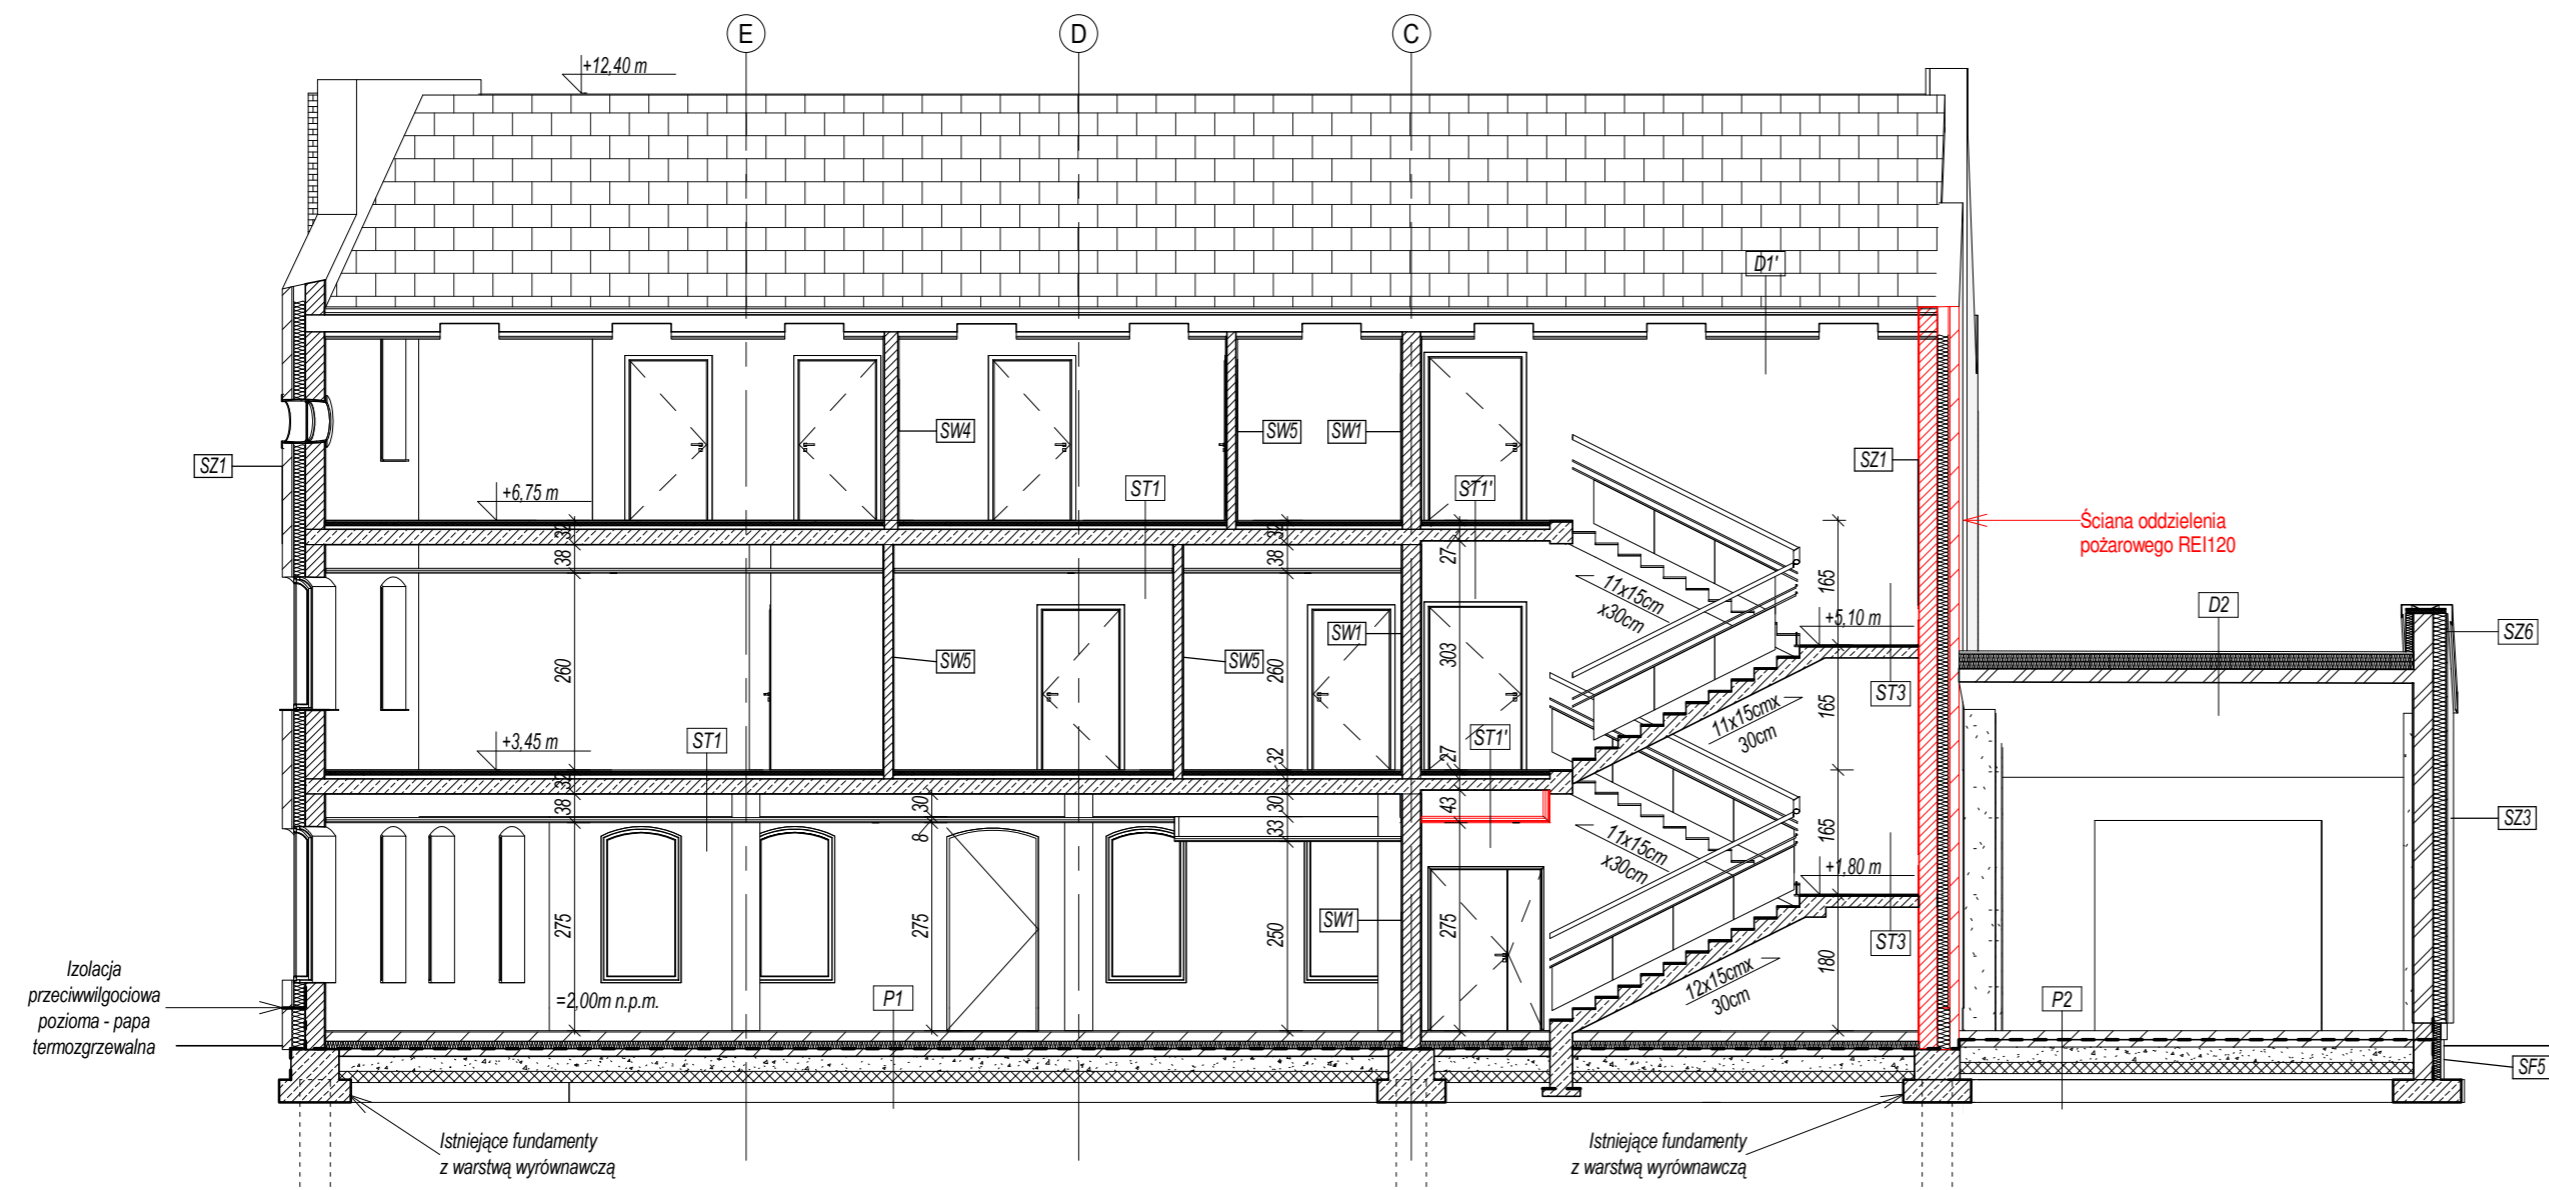 E
D
C
+12,40 m
D1'
SW4
SW5
SW1
SZ1
SZ1
ST1
ST1'
+6,75 m
Ściana oddzielenia
pożarowego REI120
32
38
32
38
27
11x15cm
x30cm
165
+5,10 m
D2
SZ6
SW1
SW5
SW5
260
260
303
ST3
165
11x15cmx
30cm
+3,45 m
ST1
ST1'
32
32
27
38
30
30
43
8
33
11x15cm
x30cm
165
SZ3
+1,80 m
275
275
250
SW1
275
ST3
180
12x15cmx
30cm
Izolacja
przeciwwilgociowa
pozioma - papa
termozgrzewalna
=2,00m n.p.m.
P1
P2
SF5
Istniejące fundamenty
z warstwą wyrównawczą
Istniejące fundamenty
z warstwą wyrównawczą